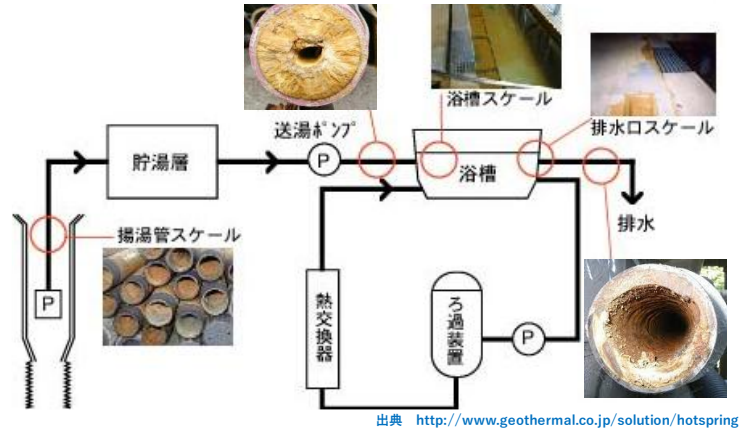 浴槽スケール
送湯ﾎﾟﾝﾌﾟ
排水口スケール
貯湯層
P
浴槽
揚湯管スケール
排水
P
熱交換器
ろ過装置
P
出典 http://www.geothermal.co.jp/solution/hotspring